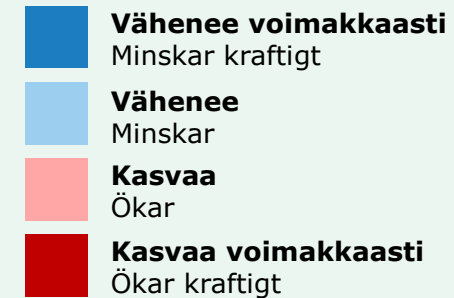 Vähenee voimakkaasti
Minskar kraftigt
Vähenee
Minskar
Kasvaa
Ökar
Kasvaa voimakkaasti
Ökar kraftigt